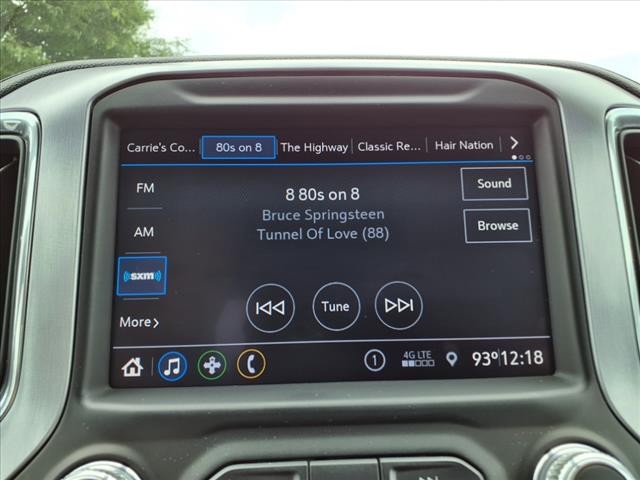 Carrie's Co... 80s on 8 The Highway Classic Re... Hair Nation
FM
8 80s on 8
Sound
Bruce Springsteen
AM
Tunnel Of Love (88)
Browse
((sxm))
Tune
More
1 4G LTE 93° 12:18